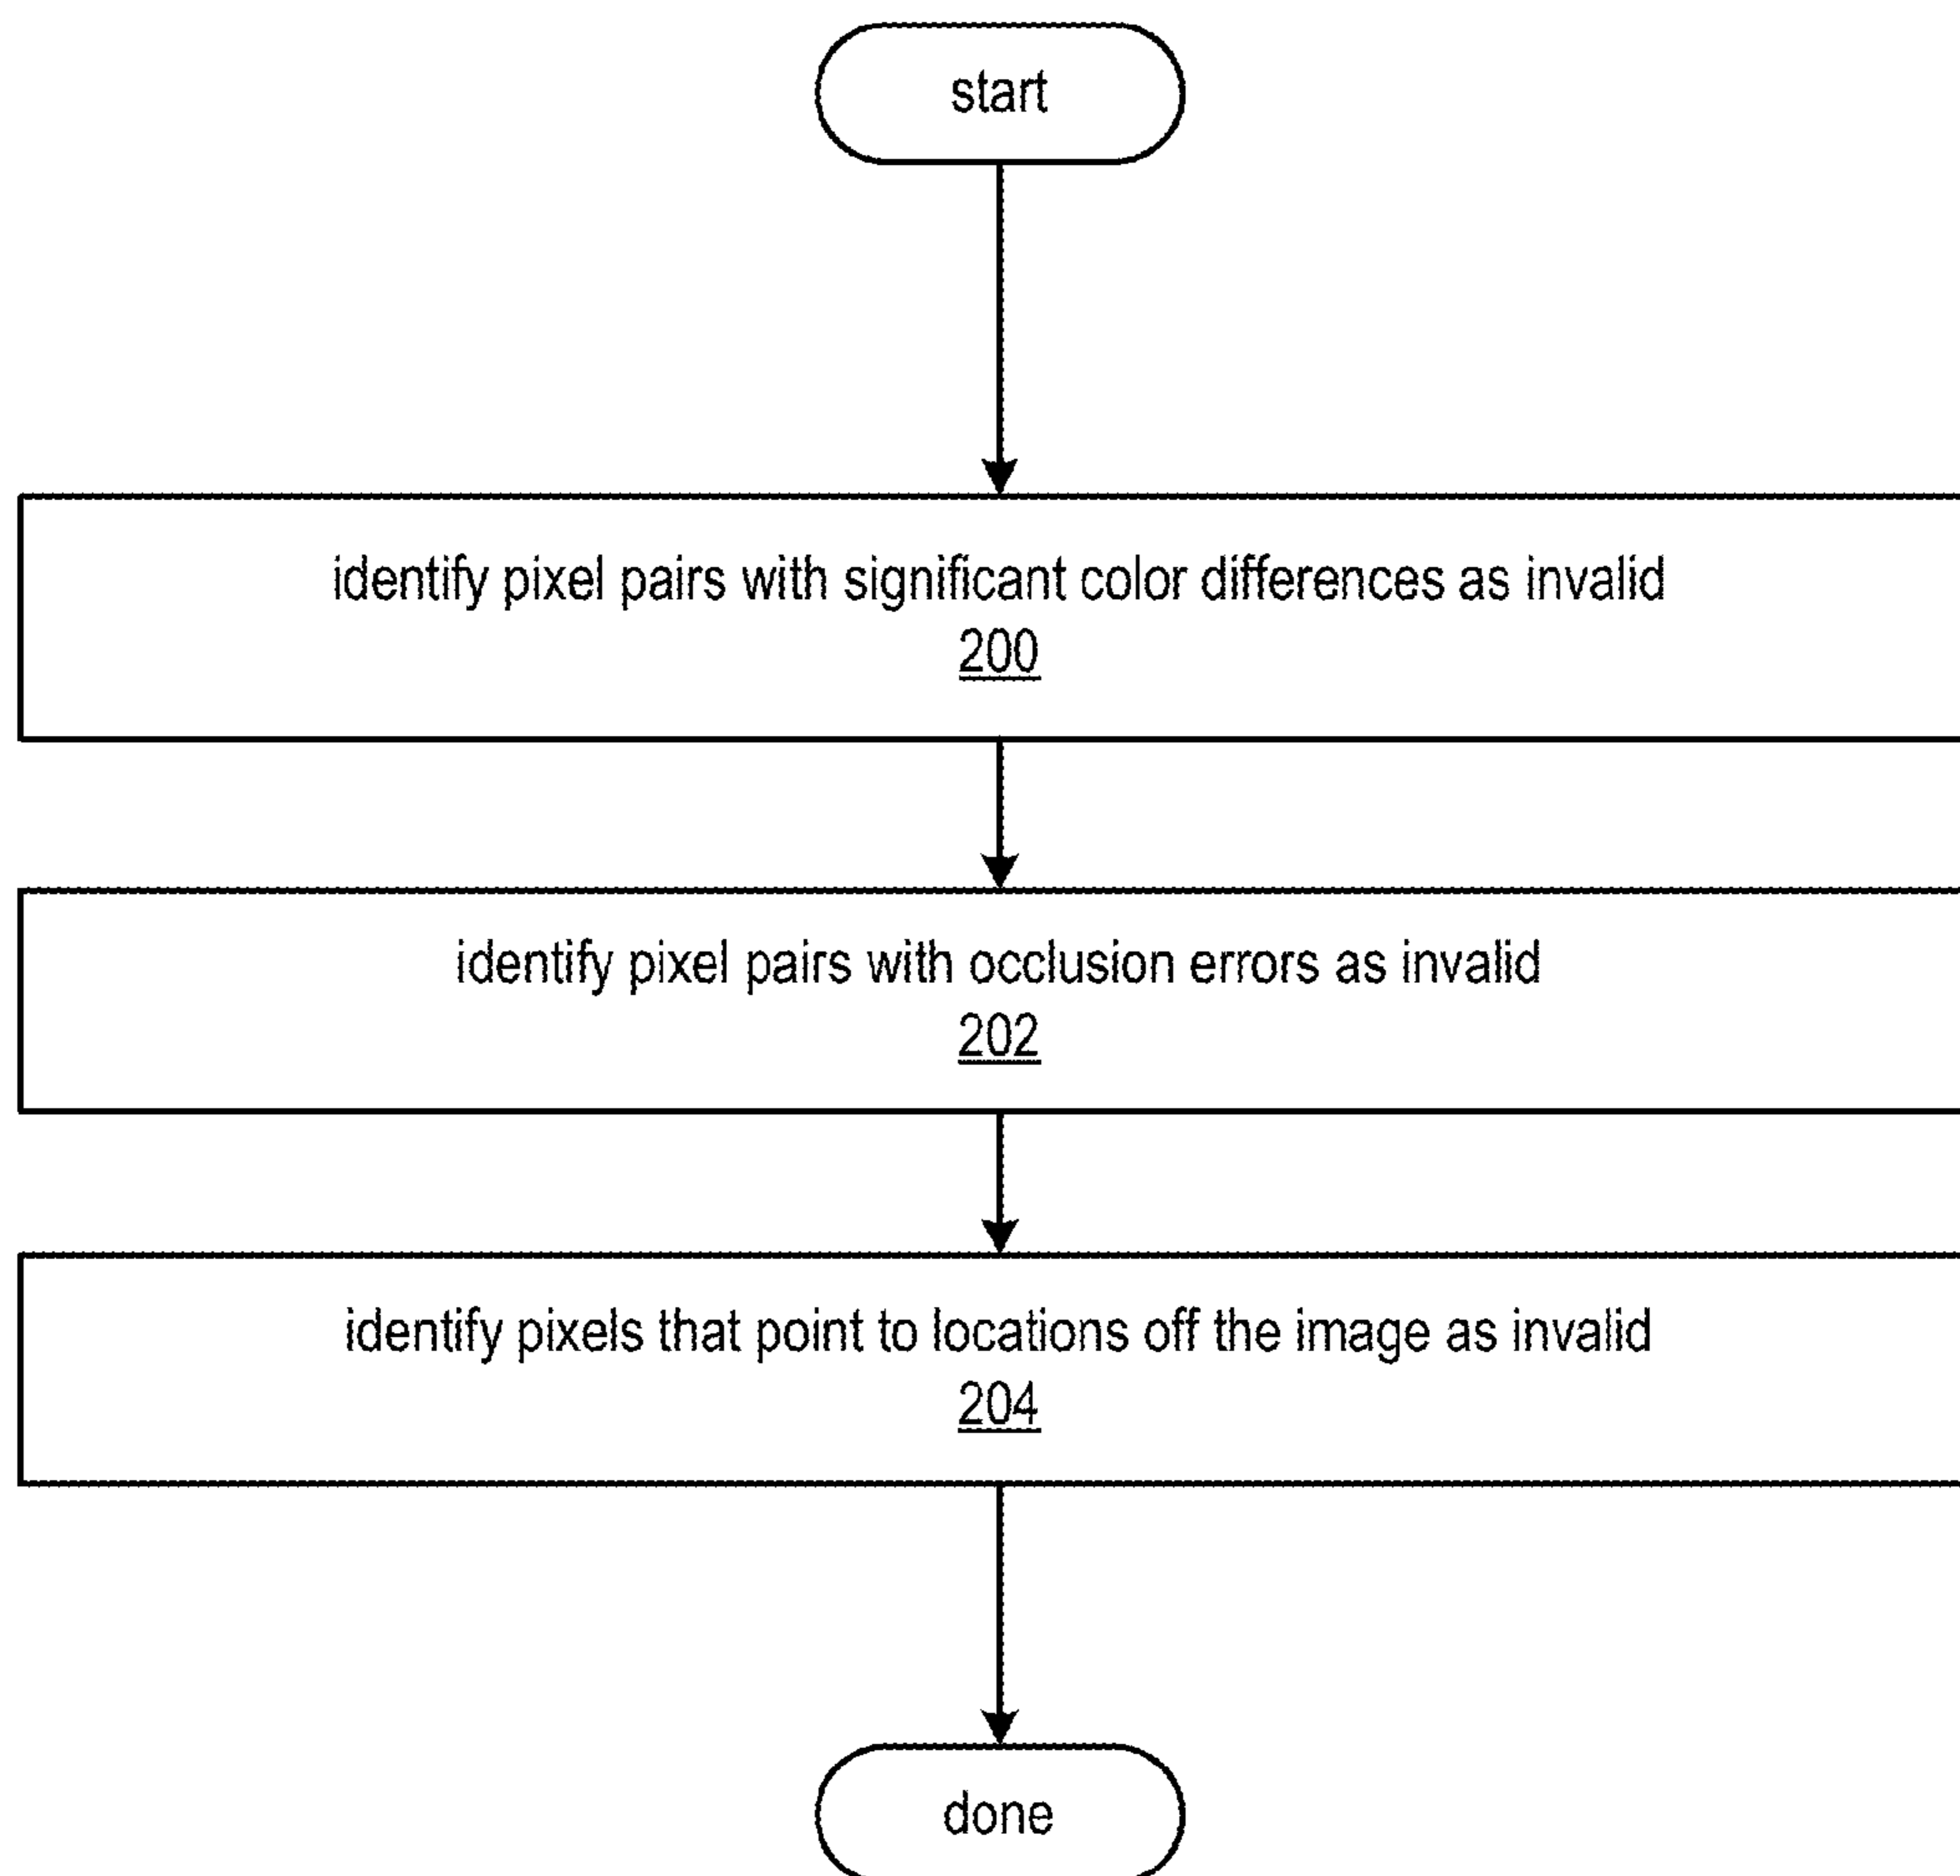 start
identify pixel pairs with significant color differences as invalid
200
identify pixel pairs with occlusion errors as invalid
202
identify pixels that point to locations off the image as invalid
204
done